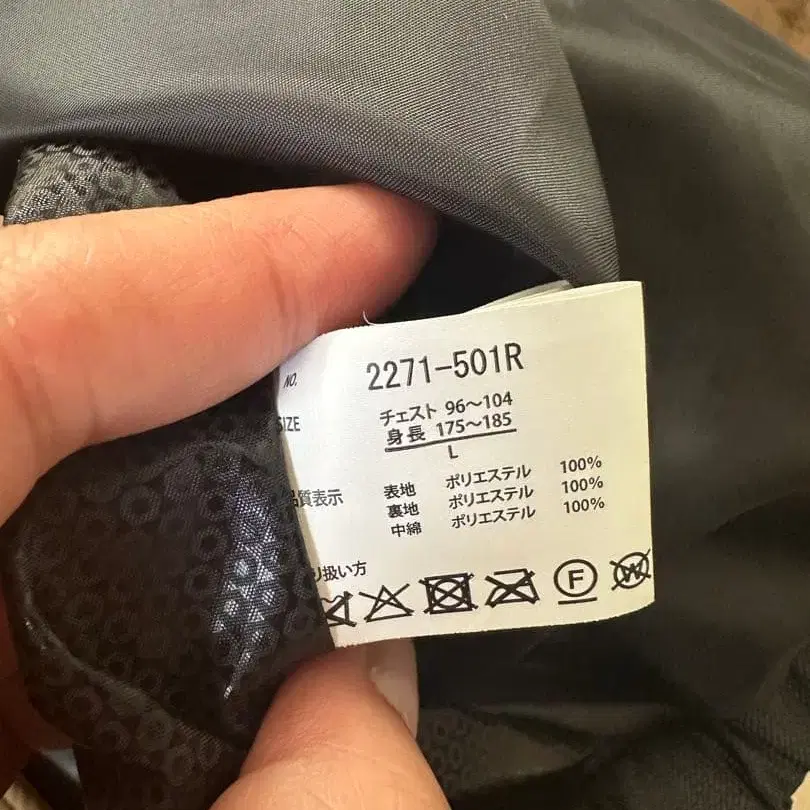 NO. 2271-501R
SIZE チェスト 96〜104
身長 175〜185
L
品質表示 表地 ポリエステル 100%
裏地 ポリエステル 100%
中綿 ポリエステル 100%
り扱い方
F W